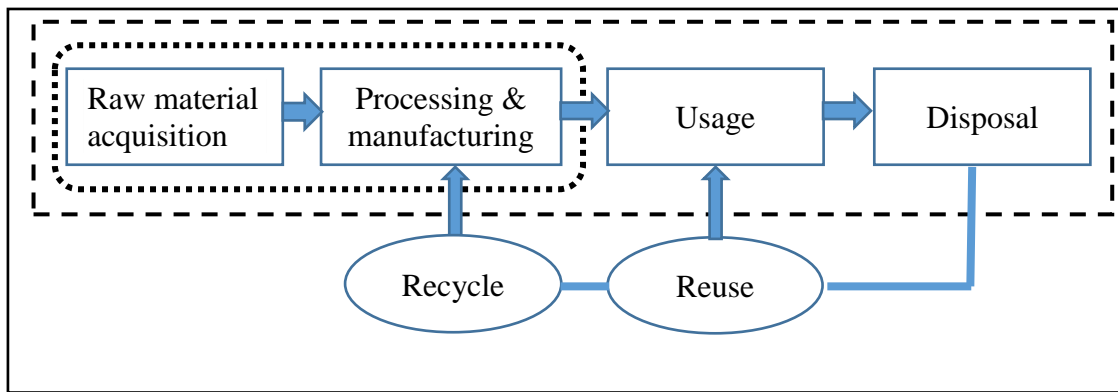 Raw material
acquisition
Processing &
manufacturing
Usage
Disposal
Recycle
Reuse